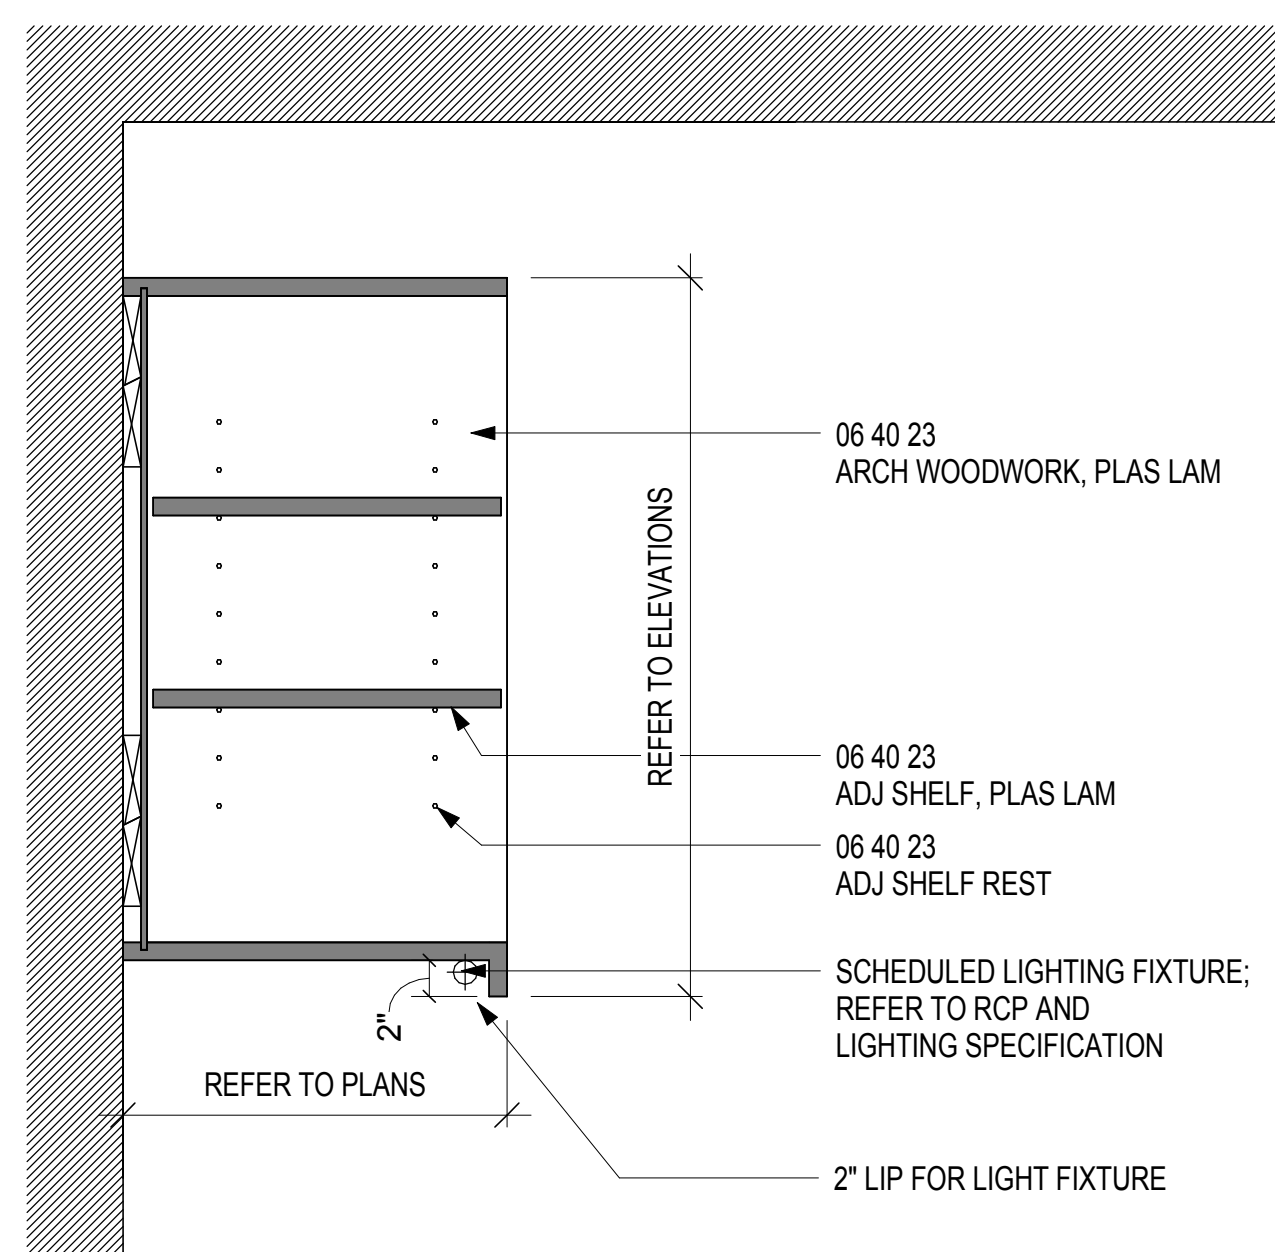 06 40 23
ARCH WOODWORK, PLAS LAM
REFER TO ELEVATIONS
06 40 23
ADJ SHELF, PLAS LAM
06 40 23
ADJ SHELF REST
SCHEDULED LIGHTING FIXTURE;
REFER TO RCP AND
LIGHTING SPECIFICATION
2"
REFER TO PLANS
2" LIP FOR LIGHT FIXTURE